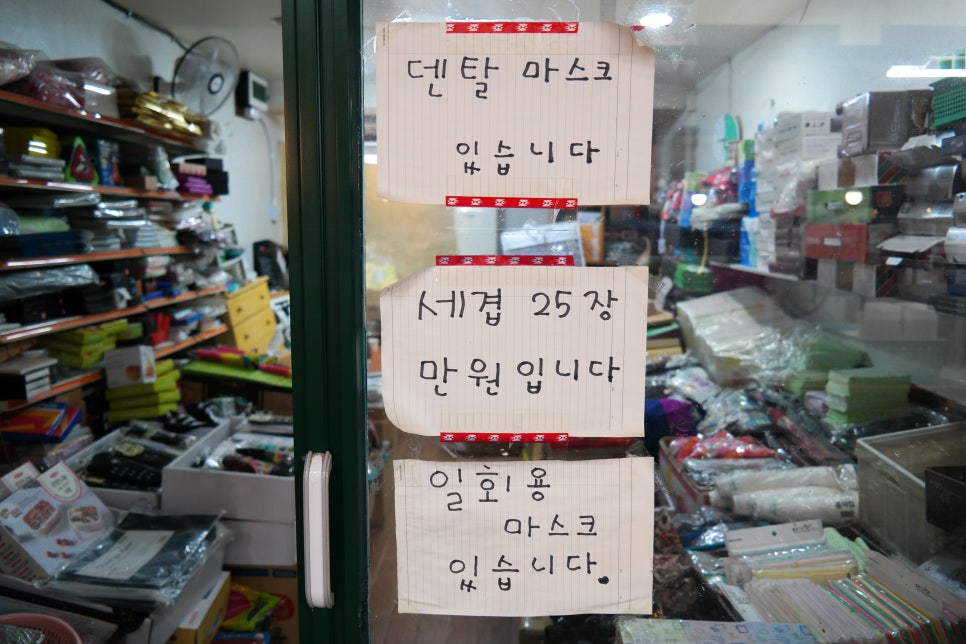 덴탈 마스크
있습니다
세겹 25장
만원입니다
일회용
마스크
있습니다.